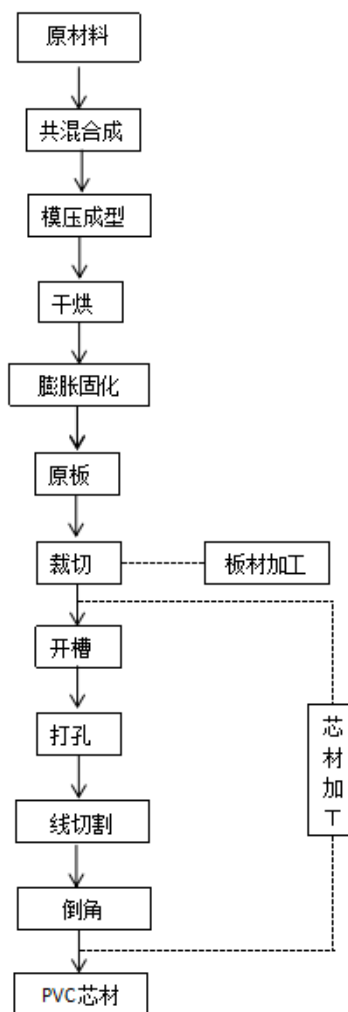 原材料
共混合成
模压成型
干烘
膨胀固化
原板
裁切
板材加工
开槽
打孔
芯
材
加
工
线切割
倒角
PVC芯材